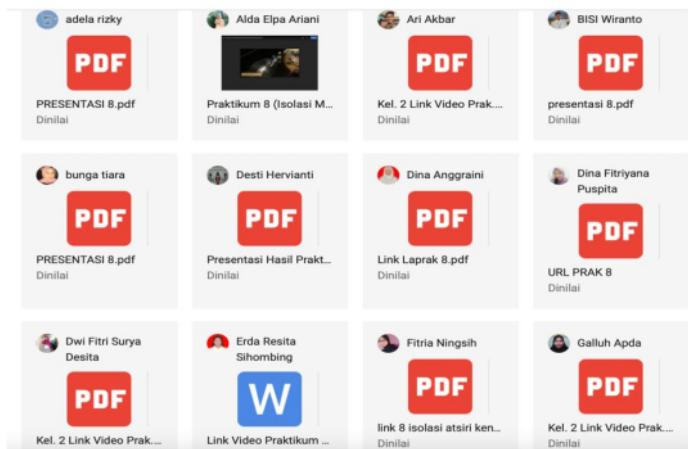 adela rizky
PDF
PRESENTASI 8.pdf
Dinilai
Alda Elpa Ariani
Praktikum 8 (Isolasi M...
Dinilai
Ari Akbar
PDF
Kel. 2 Link Video Prak....
Dinilai
BISI Wiranto
PDF
presentasi 8.pdf
Dinilai
bunga tiara
PDF
PRESENTASI 8.pdf
Dinilai
Desti Hervianti
PDF
Presentasi Hasil Prakt...
Dinilai
Dina Anggraini
PDF
Link Laprak 8.pdf
Dinilai
Dina Fitriyana
Puspita
PDF
URL PRAK 8
Dinilai
Dwi Fitri Surya
Desita
PDF
Kel. 2 Link Video Prak....
Erda Resita
Sihombing
W
Link Video Praktikum ...
Fitria Ningsih
PDF
link 8 isolasi atsiri ken...
Dinilai
Galluh Apda
PDF
Kel. 2 Link Video Prak....
Dinilai